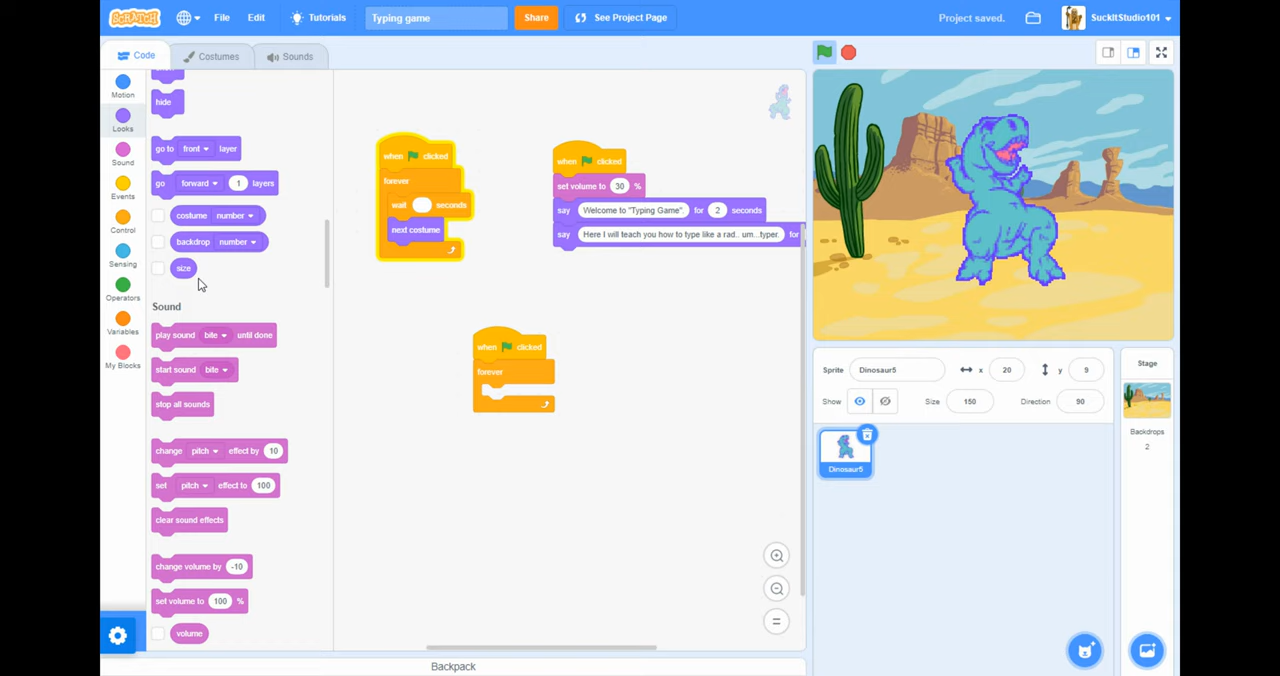 SCRATCH
File
Edit
Tutorials
Typing game
Share
See Project Page
Project saved.
SuckitStudio101
Code
Costumes
Sounds
Motion
Looks
Sound
Events
Control
Sensing
Operators
Variables
My Blocks
hide
go to front layer
go forward 1 layers
costume number
backdrop number
size
Sound
play sound bite until done
start sound bite
stop all sounds
change pitch effect by 10
set pitch effect to 100
clear sound effects
change volume by -10
set volume to 100 %
volume
when clicked
forever
wait seconds
next costume
when clicked
set volume to 30 %
say Welcome to "Typing Game". for 2 seconds
say Here I will teach you how to type like a rad.. um...typer. for
when clicked
forever
Backpack
Sprite Dinosaur5 x 20 y 9
Show Size 150 Direction 90
Dinosaur5
Stage
Backdrops
2